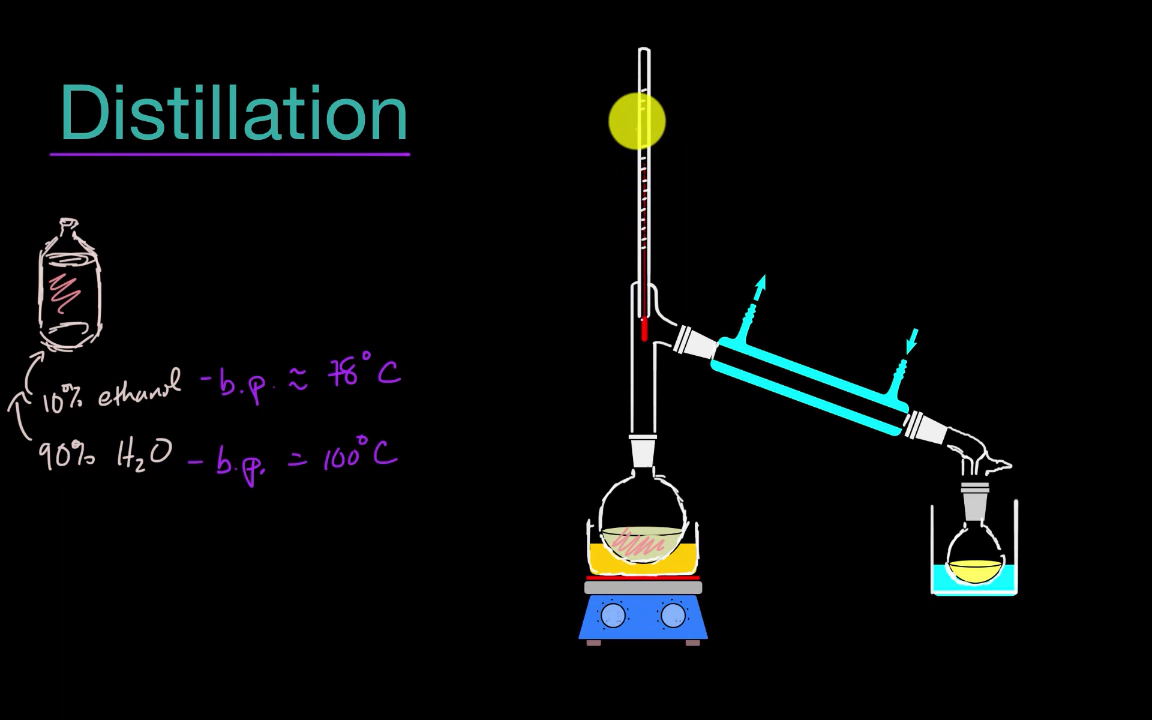 Distillation
10% ethanol - b.p. ≈ 78° C
90% H₂O - b.p. = 100° C